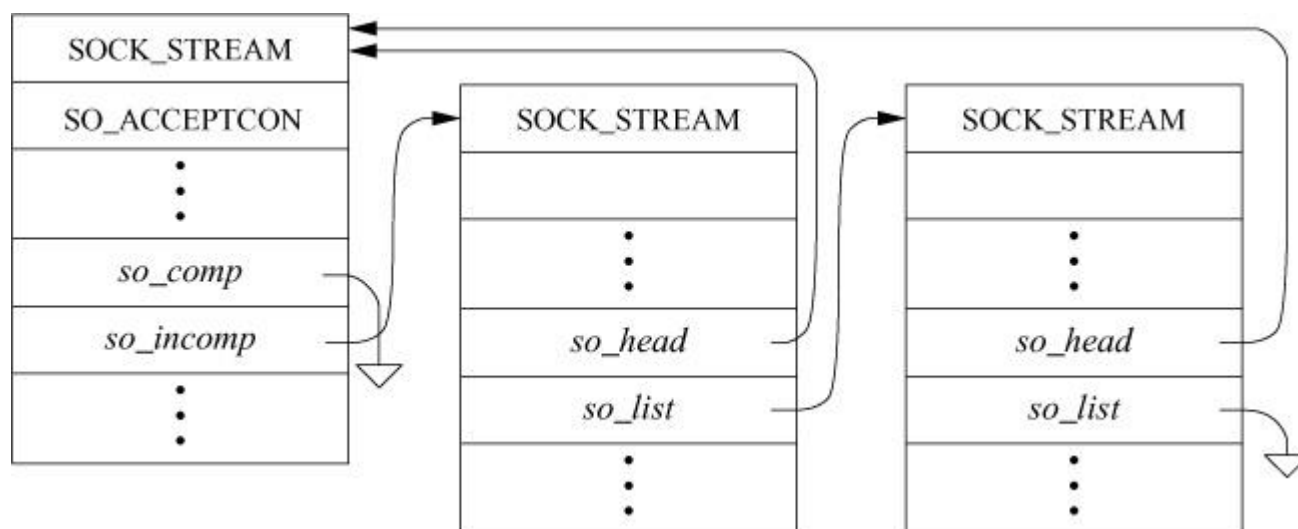 SOCK_STREAM
SO_ACCEPTCON
so_comp
so_incomp
SOCK_STREAM
so_head
so_list
SOCK_STREAM
so_head
so_list